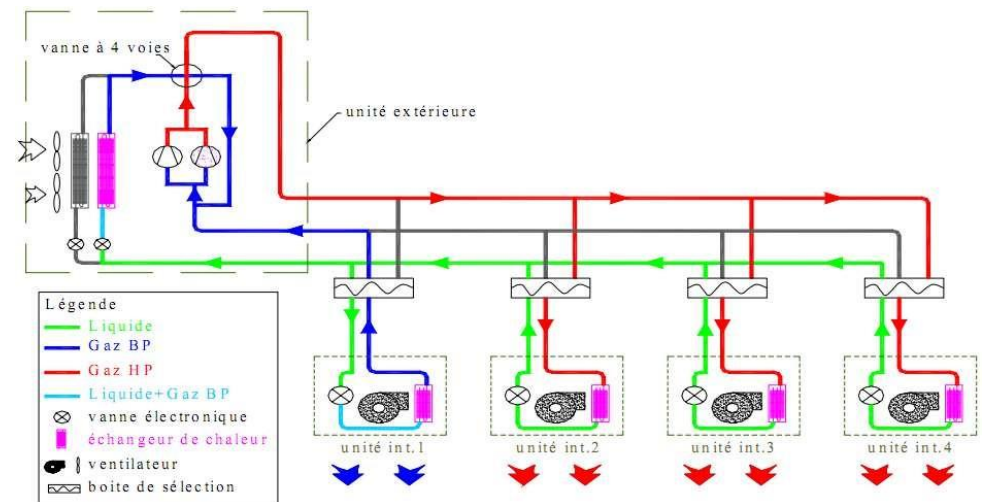 vanne à 4 voies
unité extérieure
Légende
Liquide
Gaz BP
Gaz HP
Liquide+Gaz BP
vanne électronique
échangeur de chaleur
ventilateur
boite de sélection
unité int.1
unité int.2
unité int.3
unité int.4